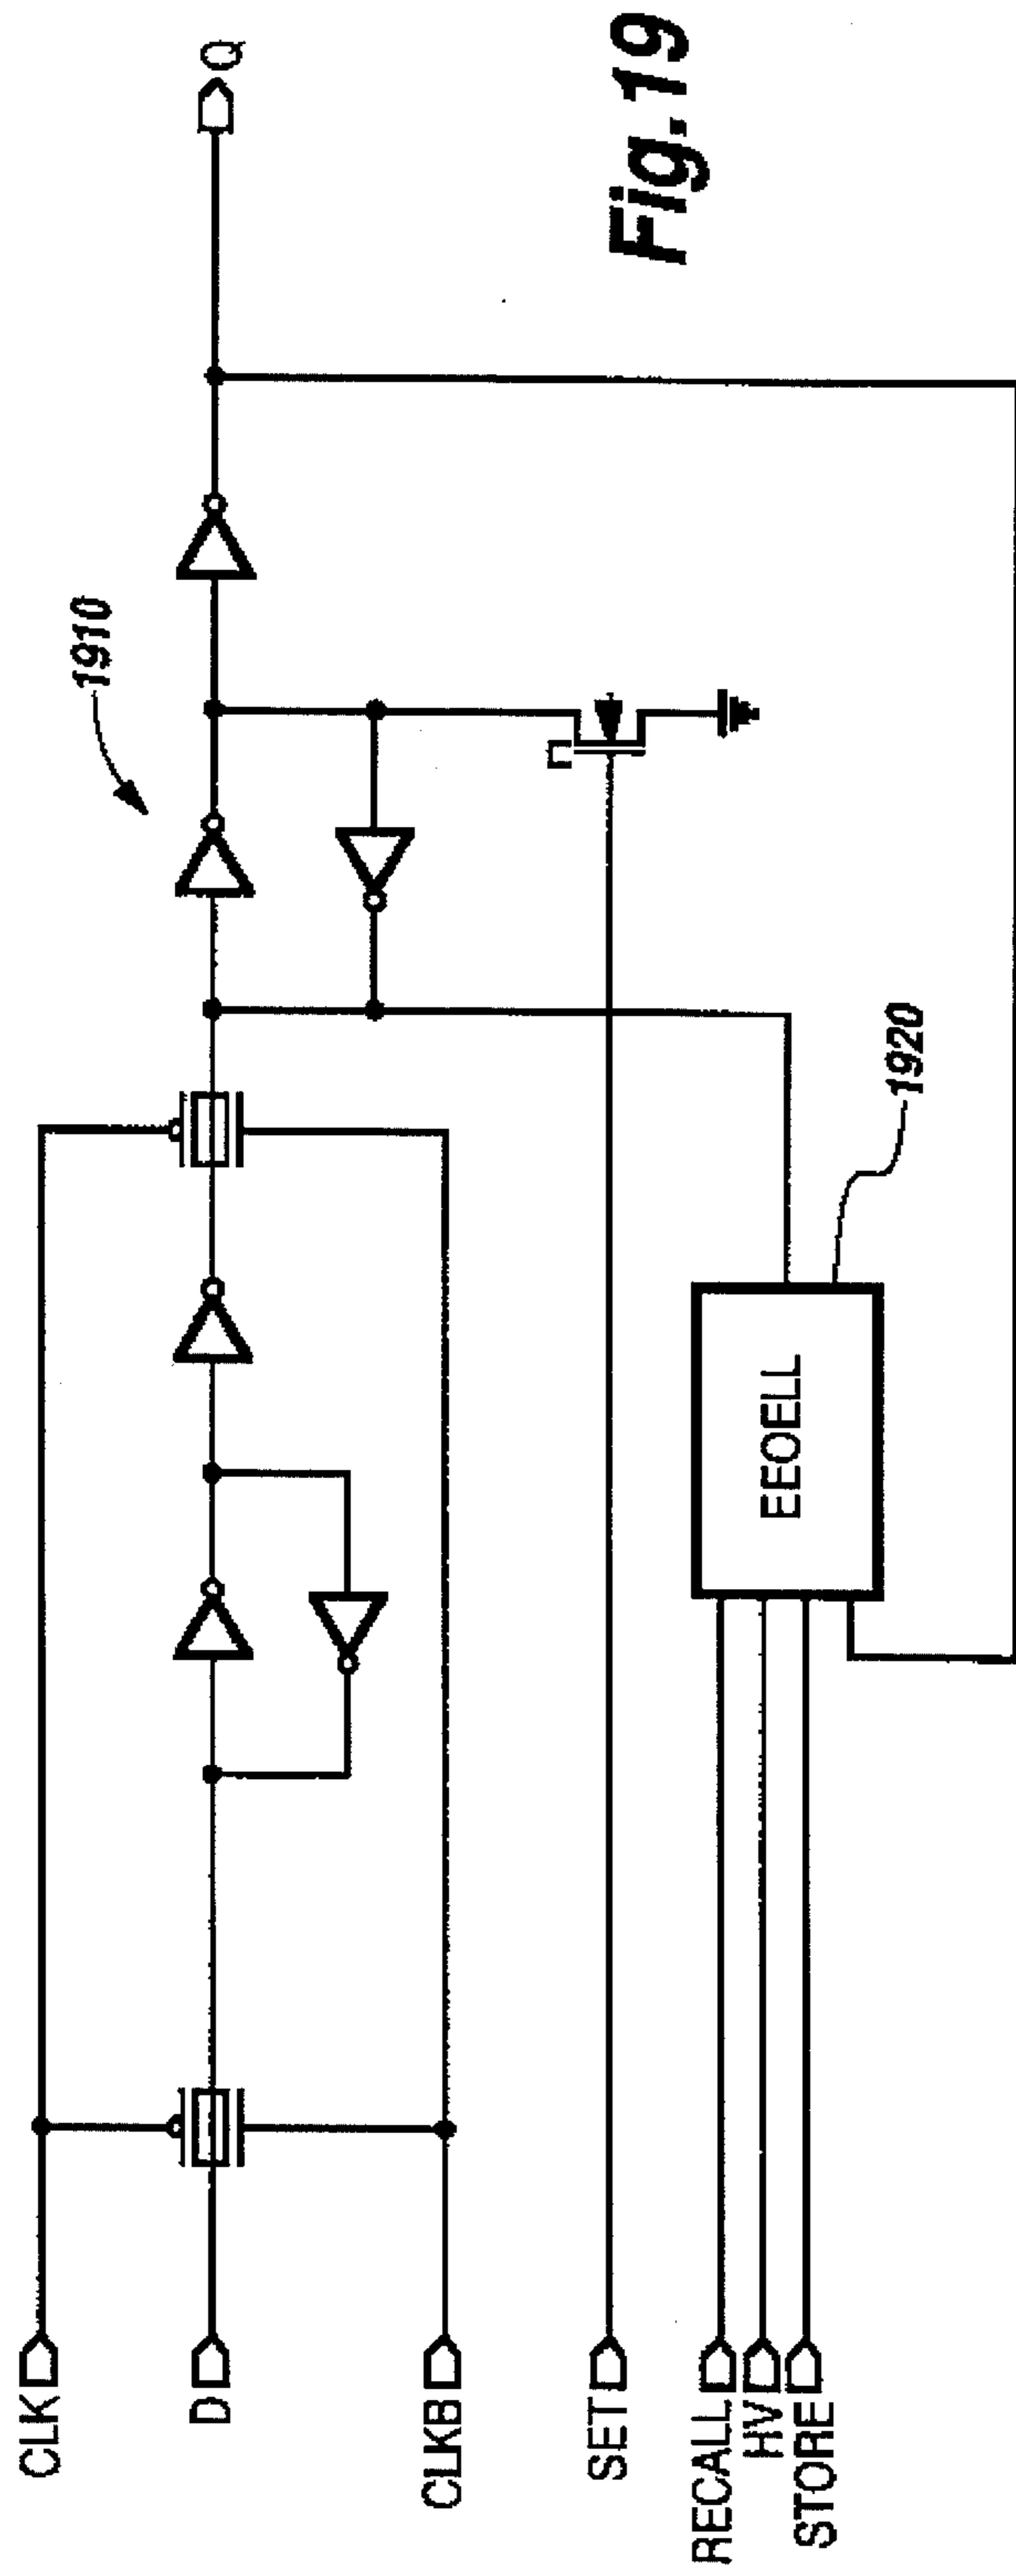 CLK
D
CLKB
SET
RECALL
HV
STORE
EEOELL
1920
1910
n
Q
Fig.19